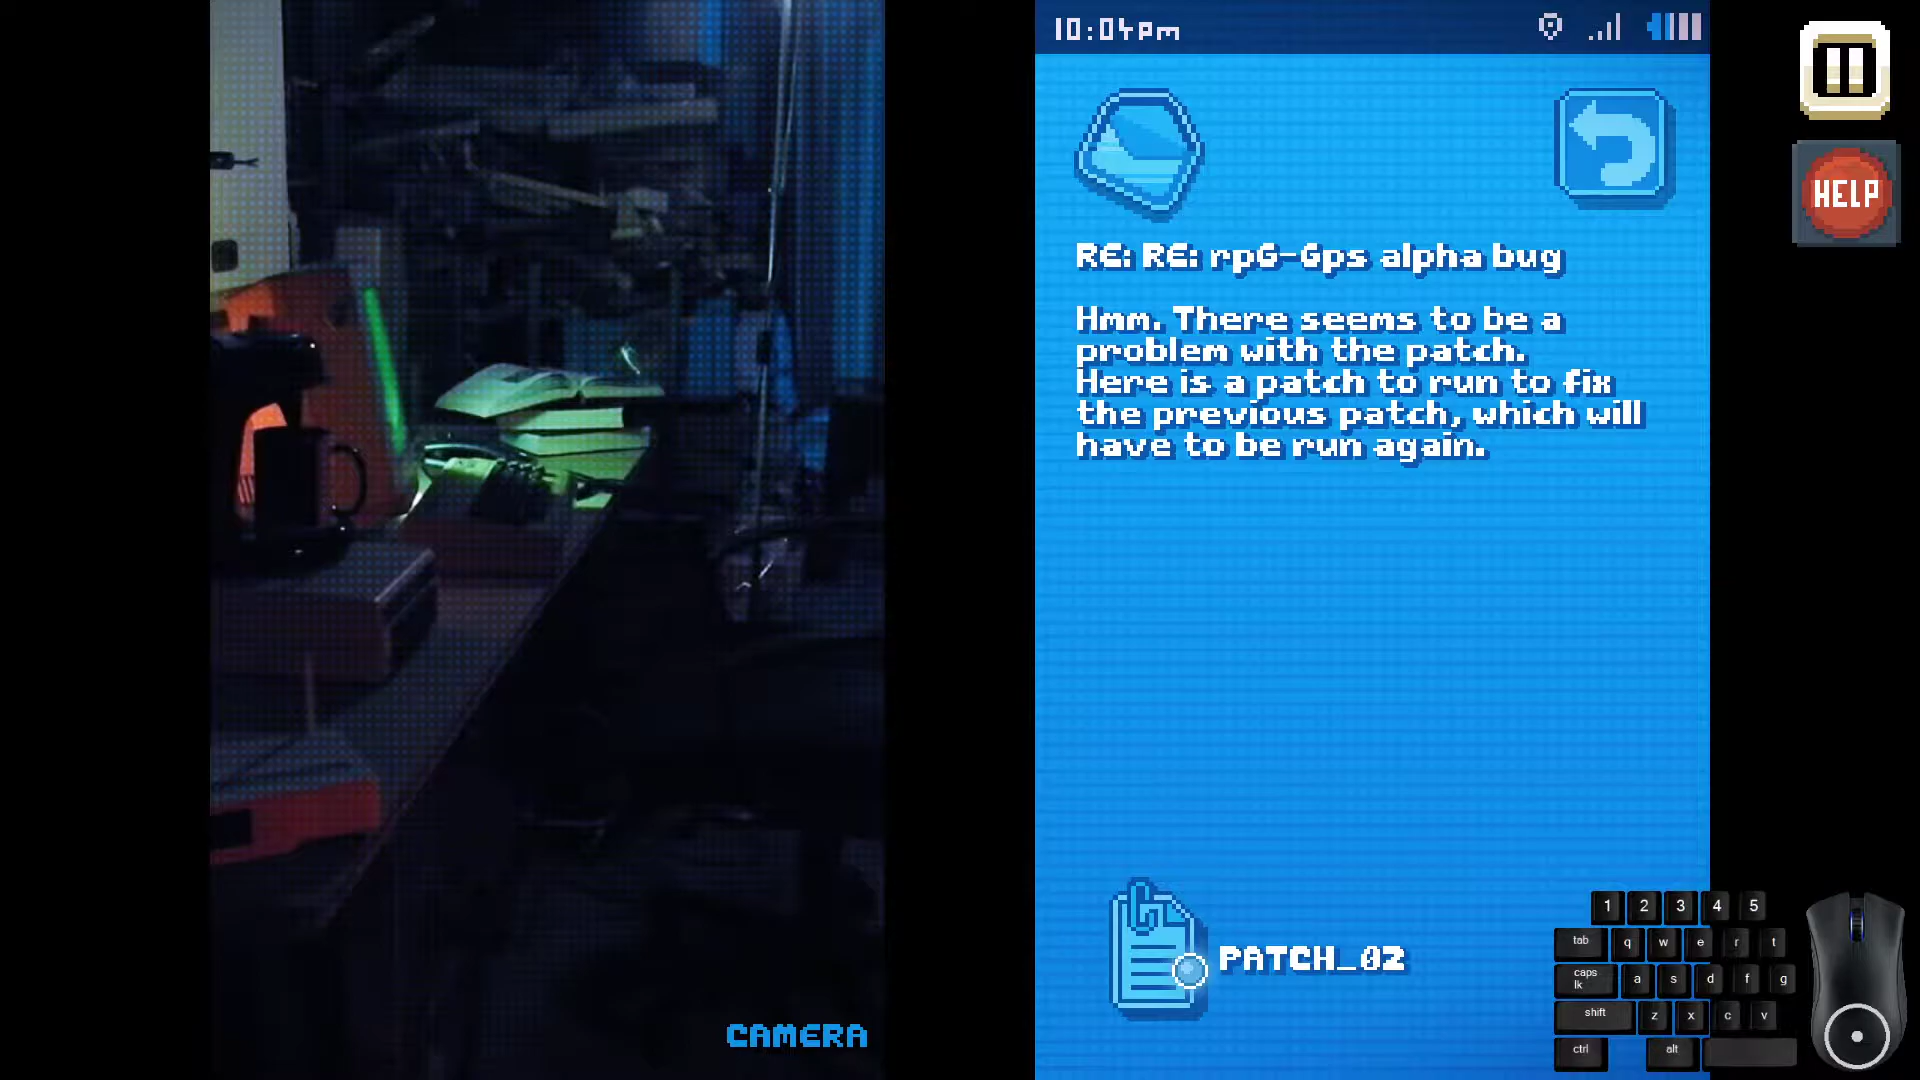 10:04pm
HELP
RE: RE: rpG-Gps alpha bug
Hmm. There seems to be a
problem with the patch.
Here is a patch to run to fix
the previous patch, which will
have to be run again.
PATCH_02
CAMERA
1 2 3 4 5
tab q w e r t
caps lk a s d f g
shift z x c v
ctrl alt